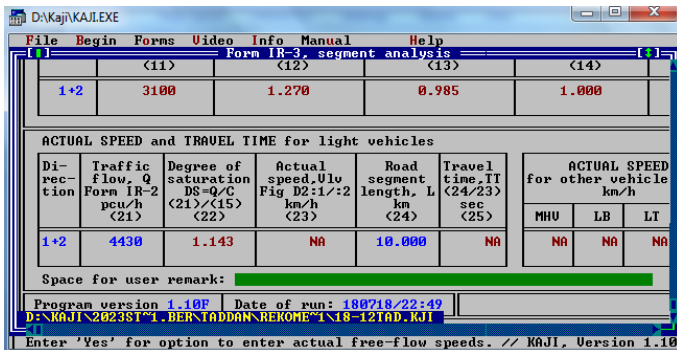 D:\Kaji\KAJI.EXE
File Begin Forms Video Info Manual Help
Form IR-3, segment analysis
(11) (12) (13) (14)
1+2 3100 1.270 0.985 1.000
ACTUAL SPEED and TRAVEL TIME for light vehicles
Di- Traffic Degree of Actual Road Travel ACTUAL SPEED
rec- flow, Q saturation speed,Vlv segment time,TT for other vehicle
tion Form IR-2 DS=Q/C Fig D2:1/:2 length, L (24/23) km/h
pcu/h (21)/(15) km/h km sec
(21) (22) (23) (24) (25) MHV LB LT
1+2 4430 1.143 NA 10.000 NA NA NA NA
Space for user remark:
Program version 1.10F Date of run: 180718/22:49
D:\KAJI\2023ST~1.BER\TADDAN\REKOME~1\18-12TAD.KJI
Enter 'Yes' for option to enter actual free-flow speeds. // KAJI, Version 1.10